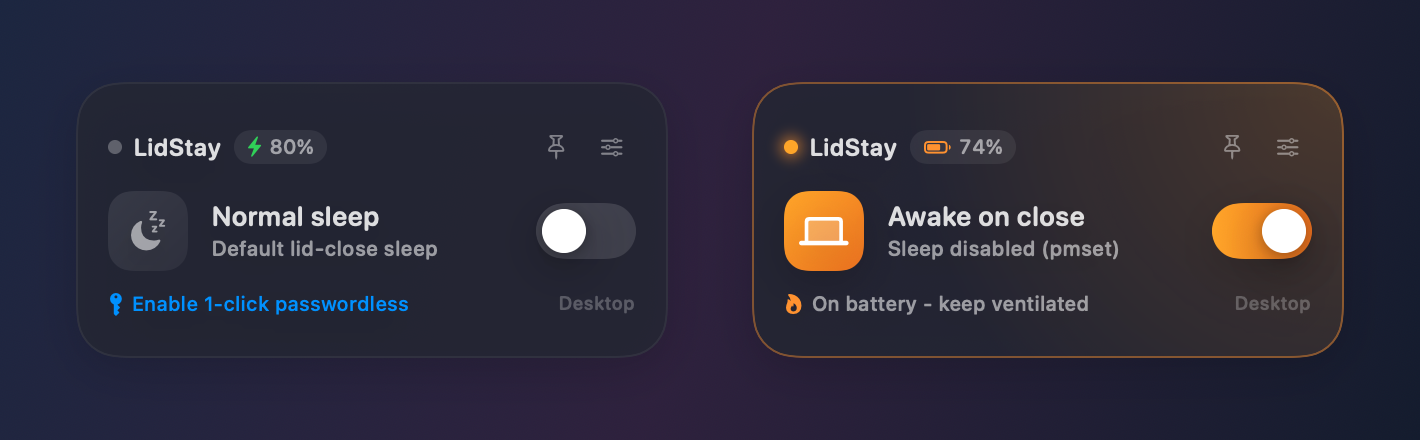 LidStay 80%
Normal sleep
Default lid-close sleep
Enable 1-click passwordless Desktop
LidStay 74%
Awake on close
Sleep disabled (pmset)
On battery - keep ventilated Desktop